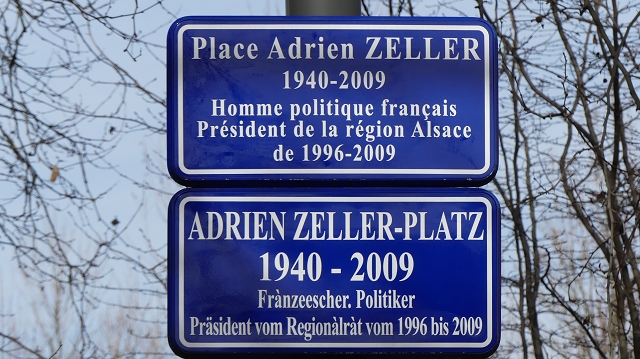 Place Adrien ZELLER
1940-2009
Homme politique français
Président de la région Alsace
de 1996-2009
ADRIEN ZELLER-PLATZ
1940 - 2009
Frànzeescher. Politiker
Präsident vom Regionàlràt vom 1996 bis 2009